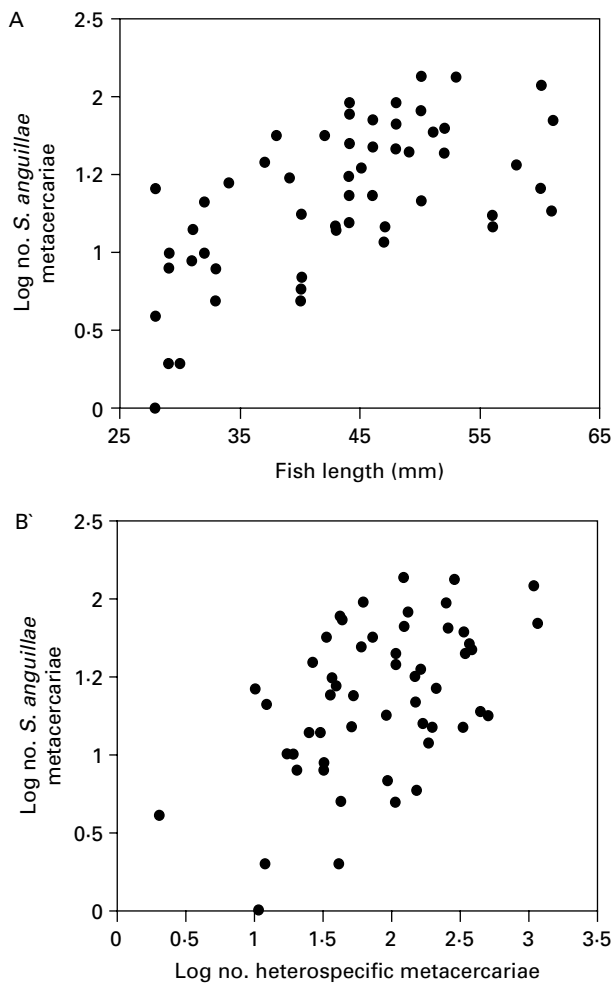 A
2·5
2
1·2
1
0·5
0
Log no. S. anguillae
metacercariae
25 35 45 55 65
Fish length (mm)
B`
2·5
2
1·2
1
0·5
0
Log no. S. anguillae
metacercariae
0 0·5 1 1·5 2 2·5 3 3·5
Log no. heterospecific metacercariae